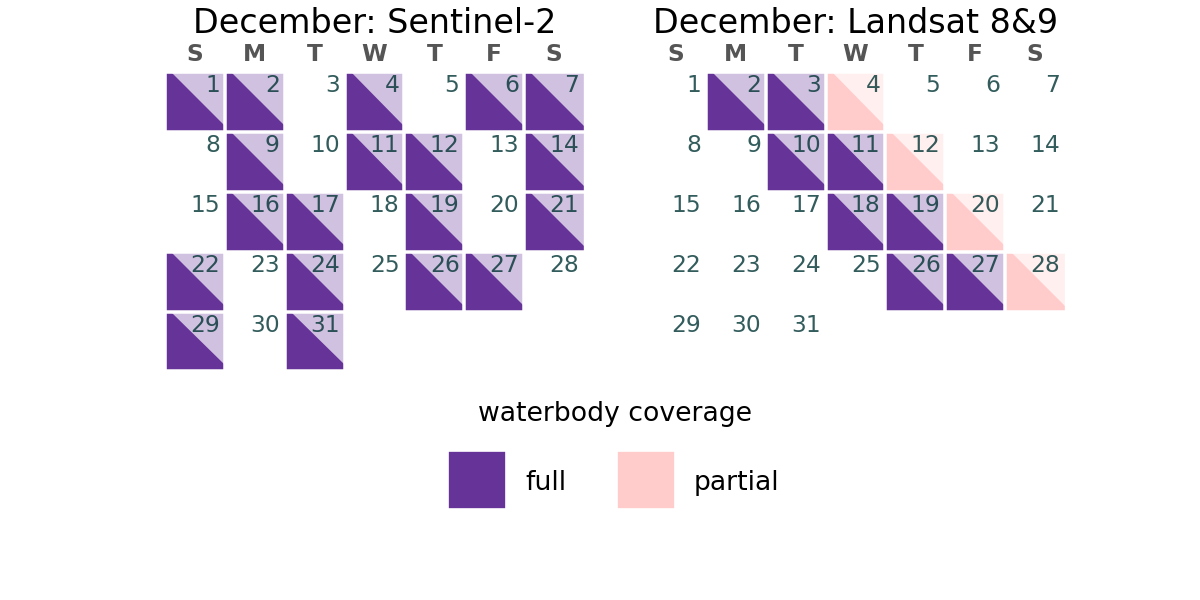 December: Sentinel-2
S M T W T F S
1 2 3 4 5 6 7
8 9 10 11 12 13 14
15 16 17 18 19 20 21
22 23 24 25 26 27 28
29 30 31
December: Landsat 8&9
S M T W T F S
1 2 3 4 5 6 7
8 9 10 11 12 13 14
15 16 17 18 19 20 21
22 23 24 25 26 27 28
29 30 31
waterbody coverage
full partial